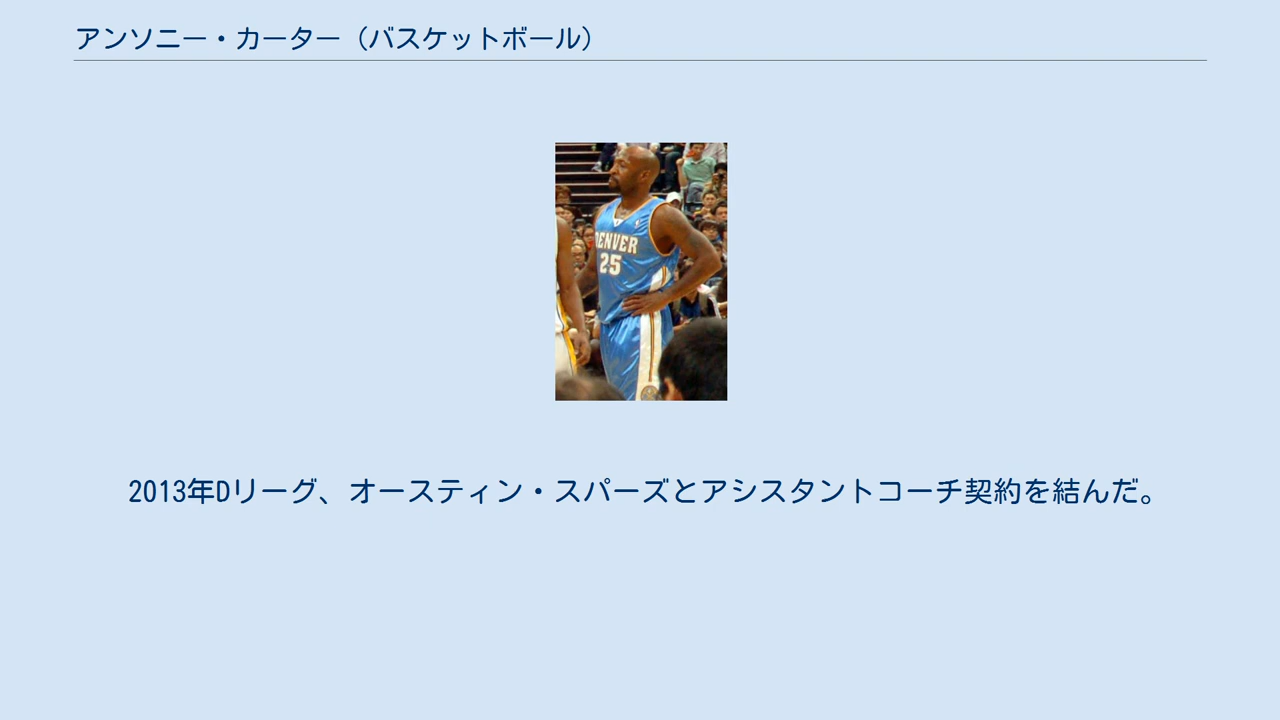 アンソニー・カーター（バスケットボール）
DENVER
25
2013年Dリーグ、オースティン・スパーズとアシスタントコーチ契約を結んだ。